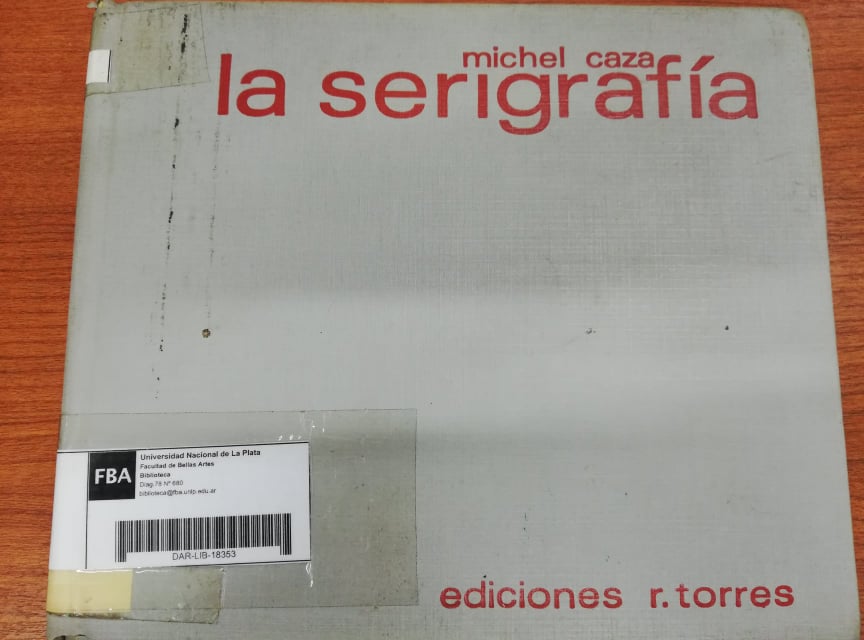 michel caza
la serigrafía
FBA
Universidad Nacional de La Plata
Facultad de Bellas Artes
Biblioteca
Diag.78 Nº 680
biblioteca@fba.unlp.edu.ar
DAR-LIB-18353
ediciones r.torres